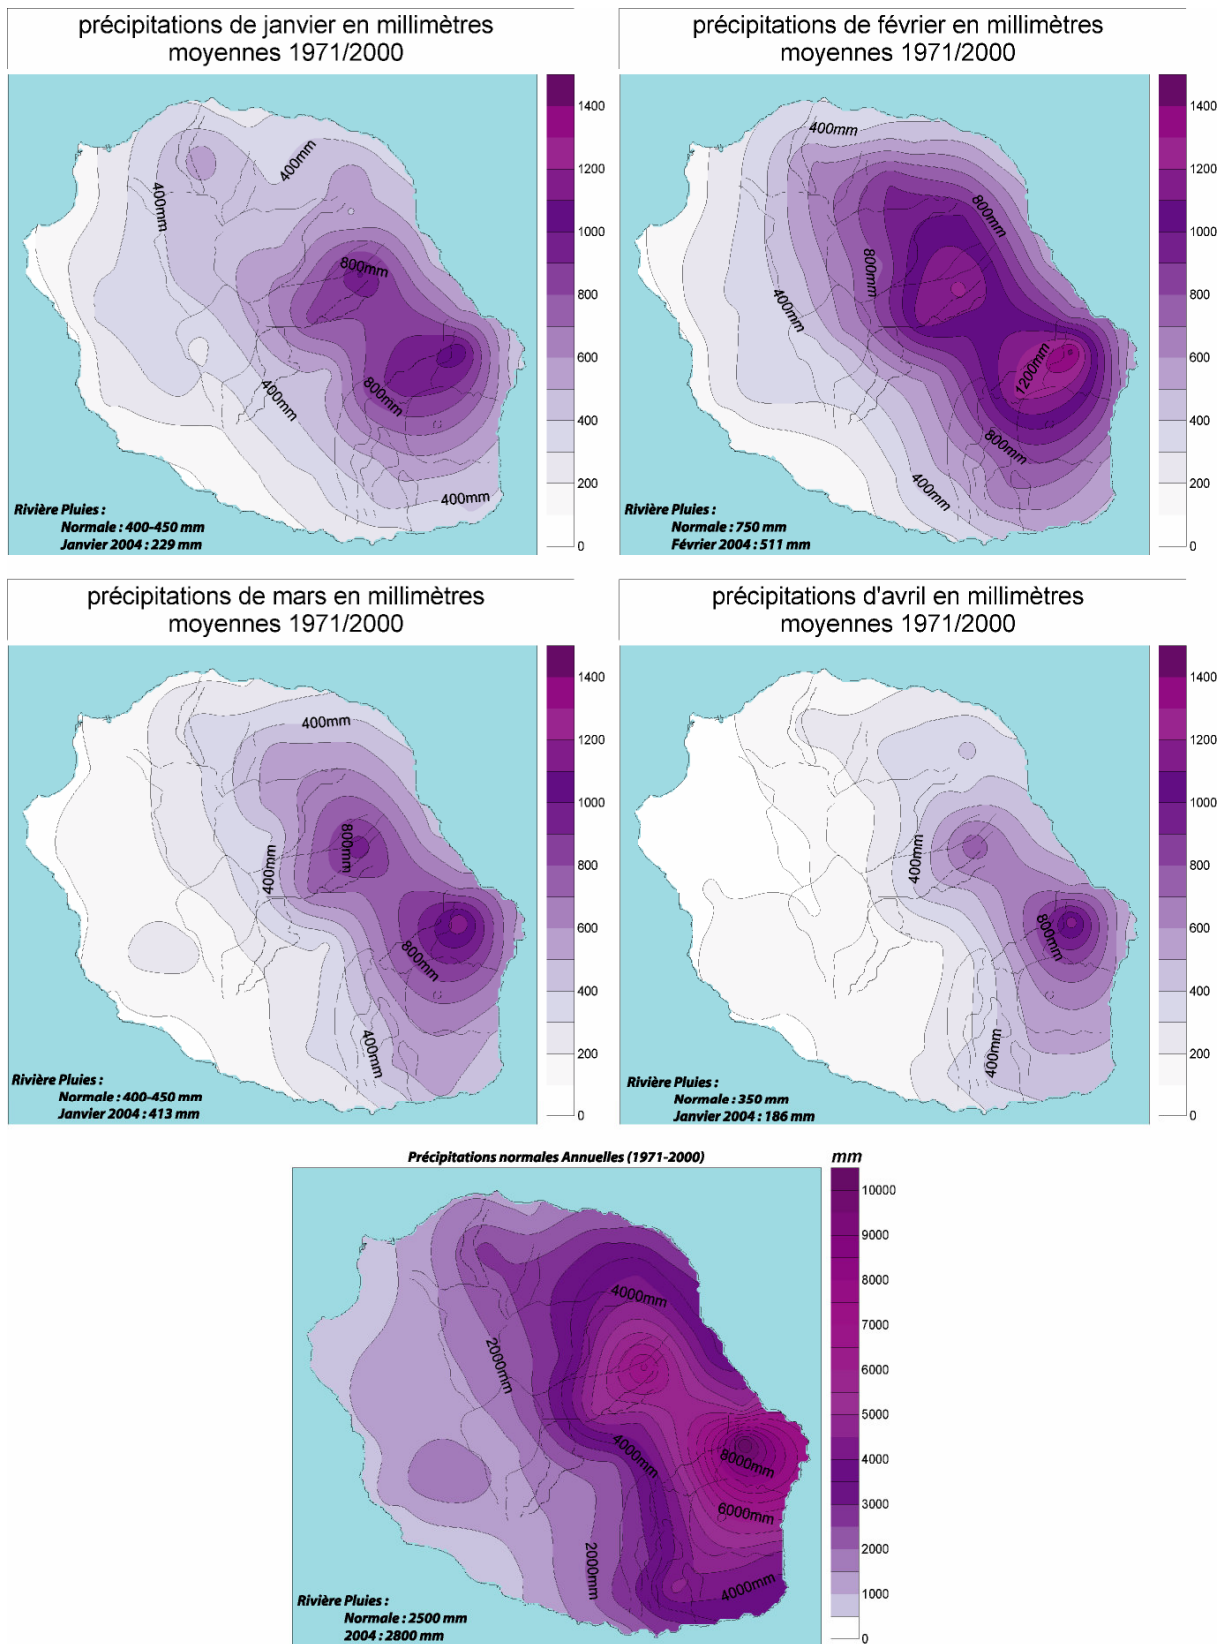 précipitations de janvier en millimètres
moyennes 1971/2000
400mm
400mm
800mm
400mm
800mm
400mm
1400
1200
1000
800
600
400
200
0
Rivière Pluies :
Normale : 400-450 mm
Janvier 2004 : 229 mm
précipitations de février en millimètres
moyennes 1971/2000
400mm
800mm
800mm
400mm
1200mm
800mm
400mm
1400
1200
1000
800
600
400
200
0
Rivière Pluies :
Normale : 750 mm
Février 2004 : 511 mm
précipitations de mars en millimètres
moyennes 1971/2000
400mm
800mm
400mm
800mm
400mm
1400
1200
1000
800
600
400
200
0
Rivière Pluies :
Normale : 400-450 mm
Janvier 2004 : 413 mm
précipitations d'avril en millimètres
moyennes 1971/2000
400mm
800mm
400mm
1400
1200
1000
800
600
400
200
0
Rivière Pluies :
Normale : 350 mm
Janvier 2004 : 186 mm
Précipitations normales Annuelles (1971-2000)
mm
4000mm
2000mm
4000mm
8000mm
6000mm
2000mm
4000mm
10000
9000
8000
7000
6000
5000
4000
3000
2000
1000
0
Rivière Pluies :
Normale : 2500 mm
2004 : 2800 mm